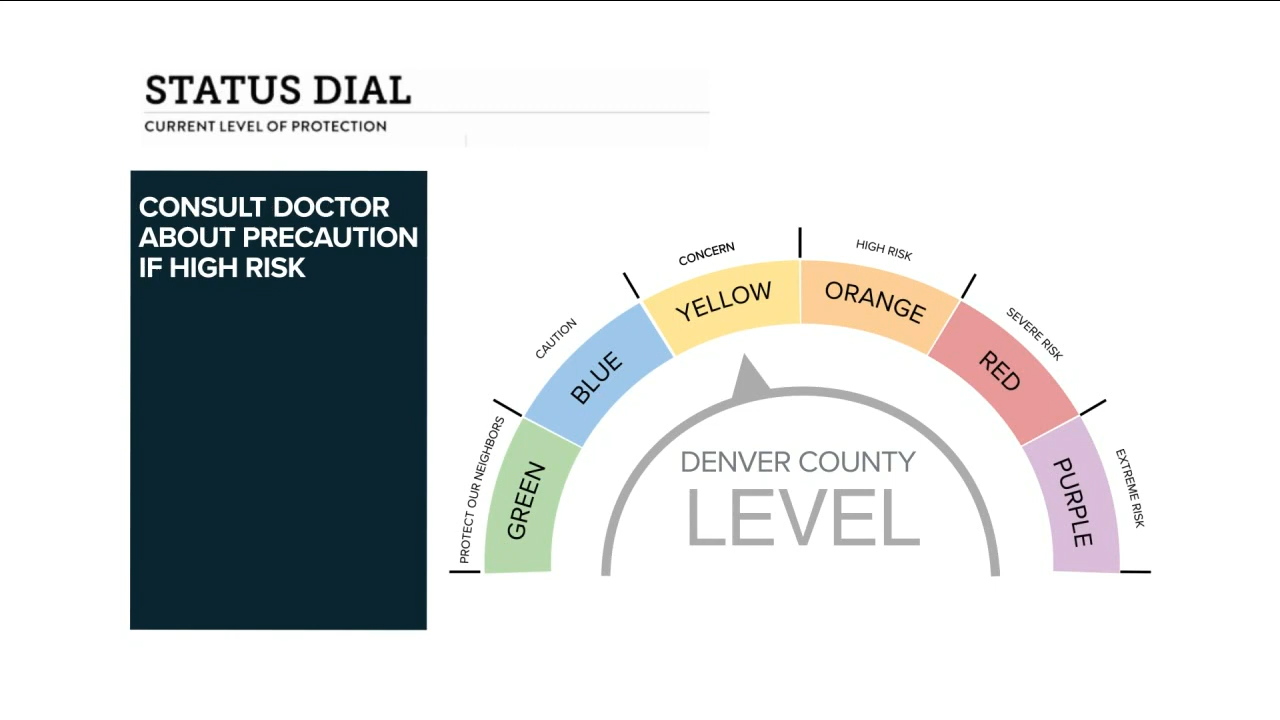 STATUS DIAL
CURRENT LEVEL OF PROTECTION
CONSULT DOCTOR
ABOUT PRECAUTION
IF HIGH RISK
PROTECT OUR NEIGHBORS
GREEN
CAUTION
BLUE
CONCERN
YELLOW
HIGH RISK
ORANGE
SEVERE RISK
RED
EXTREME RISK
PURPLE
DENVER COUNTY
LEVEL